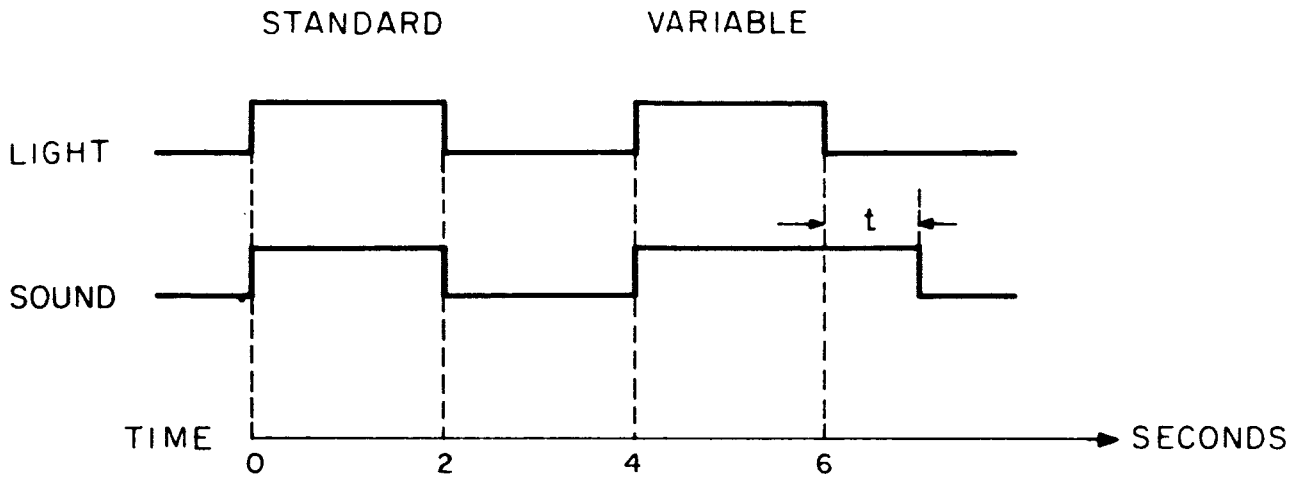 STANDARD VARIABLE
LIGHT
t
SOUND
TIME SECONDS
0 2 4 6